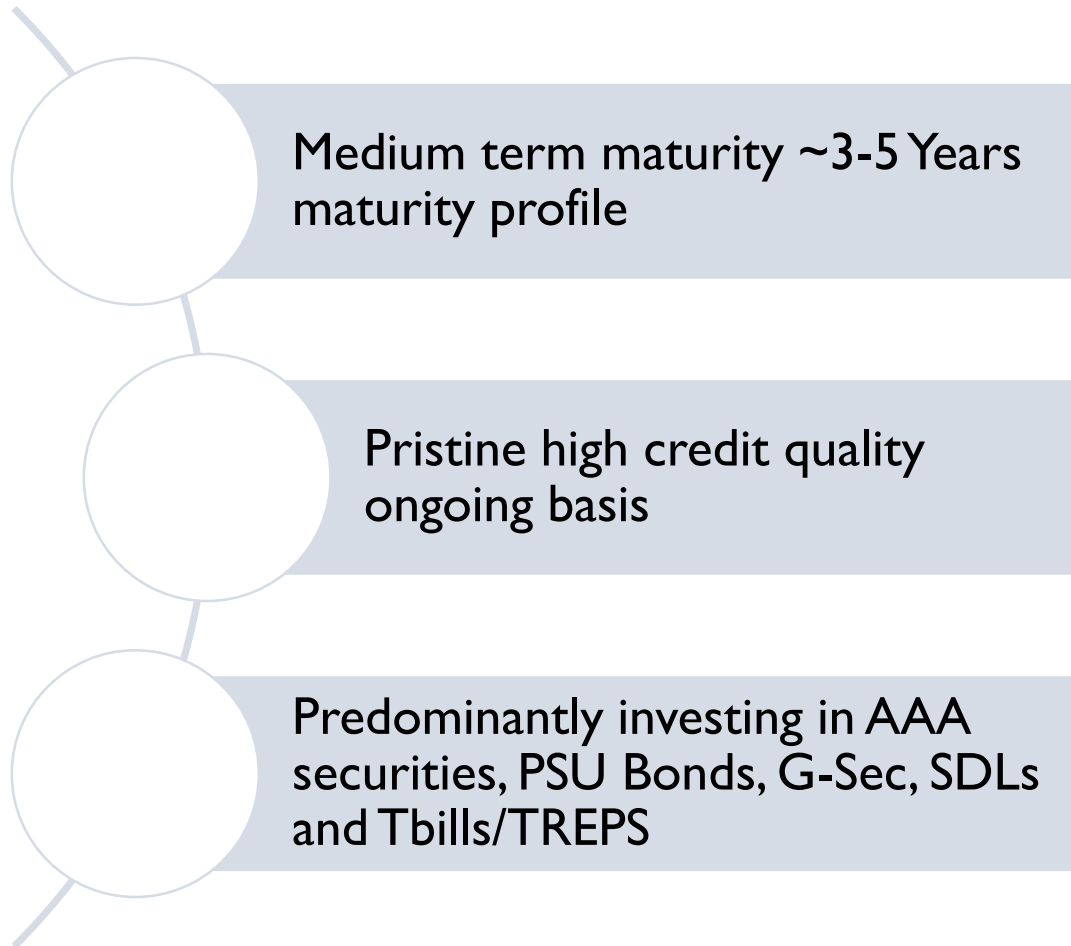 Medium term maturity ~3-5 Years
maturity profile
Pristine high credit quality
ongoing basis
Predominantly investing in AAA
securities, PSU Bonds, G-Sec, SDLs
and Tbills/TREPS